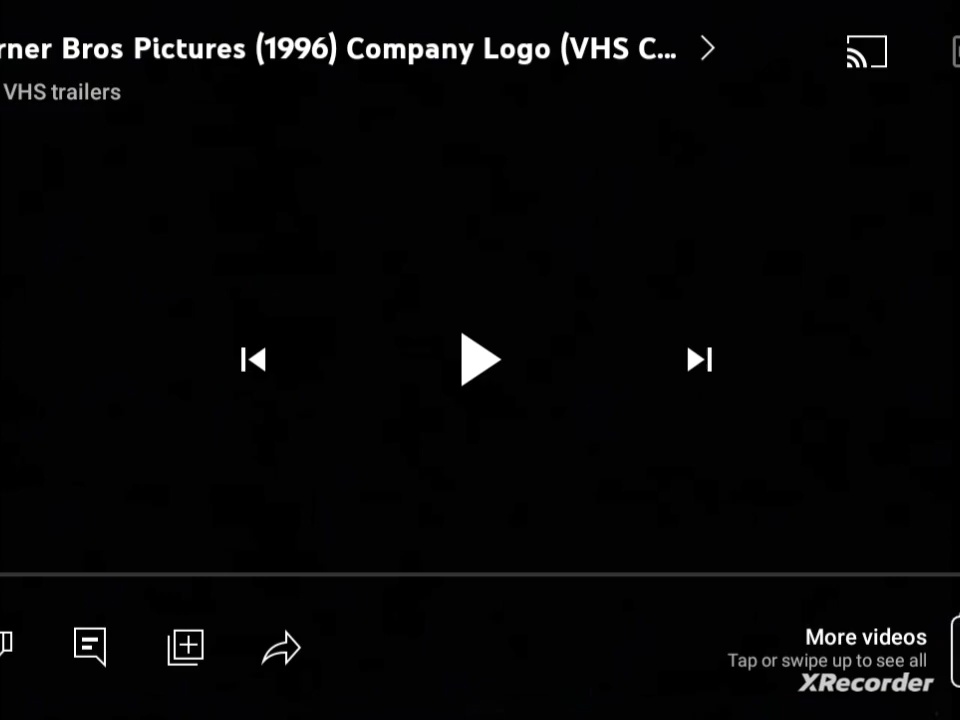 rner Bros Pictures (1996) Company Logo (VHS C...
VHS trailers
More videos
Tap or swipe up to see all
XRecorder